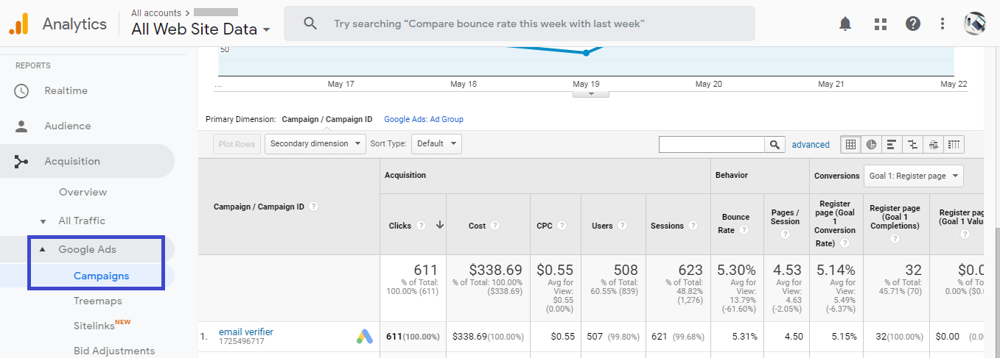 All accounts >
Analytics
All Web Site Data
Try searching “Compare bounce rate this week with last week”
REPORTS
Realtime
Audience
Acquisition
Overview
All Traffic
Google Ads
Campaigns
Treemaps
Sitelinks NEW
Bid Adjustments
50
... May 17 May 18 May 19 May 20 May 21 May 22
Primary Dimension: Campaign / Campaign ID Google Ads: Ad Group
Plot Rows Secondary dimension Sort Type: Default advanced
Campaign / Campaign ID ?
Acquisition
Behavior
Conversions Goal 1: Register page
Clicks ?
Cost ?
CPC ?
Users ?
Sessions ?
Bounce
Rate ?
Pages /
Session
?
Register
page (Goal
1
Conversion
Rate) ?
Register page
(Goal 1
Completions)
?
Register pag
(Goal 1 Valu
?
611
% of Total:
100.00% (611)
$338.69
% of Total: 100.00%
($338.69)
$0.55
Avg for
View:
$0.55
(0.00%)
508
% of Total:
60.55% (839)
623
% of Total:
48.82%
(1,276)
5.30%
Avg for
View:
13.79%
(-61.60%)
4.53
Avg for
View:
4.63
(-2.05%)
5.14%
Avg for
View:
5.49%
(-6.37%)
32
% of Total:
45.71% (70)
$0.0
% of To
0.00% ($0.
1. email verifier
1725496717
611(100.00%) $338.69(100.00%) $0.55 507 (99.80%) 621 (99.68%) 5.31% 4.50 5.15% 32(100.00%) $0.00 (0.0